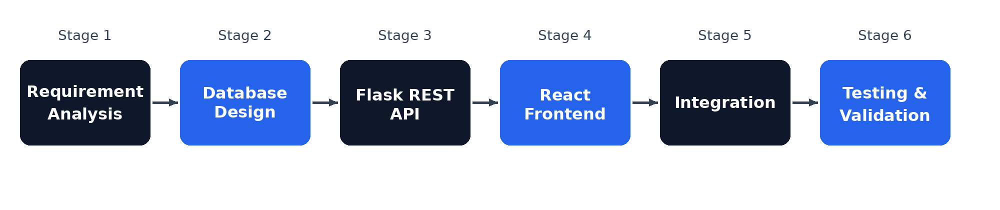 Stage 1
Stage 2
Stage 3
Stage 4
Stage 5
Stage 6
Requirement
Analysis
Database
Design
Flask REST
API
React
Frontend
Integration
Testing &
Validation